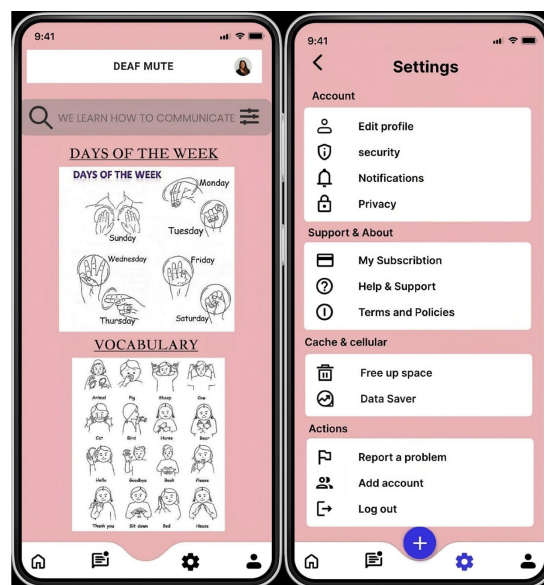 9:41
DEAF MUTE
WE LEARN HOW TO COMMUNICATE
DAYS OF THE WEEK
DAYS OF THE WEEK
Monday
Sunday
Tuesday
Wednesday
Friday
Thursday
Saturday
VOCABULARY
Animal Pig Sheep Cow
Cat Bird Horse Bear
Hello Goodbye Book Please
Thank you Sit down Bed House
9:41
Settings
Account
Edit profile
security
Notifications
Privacy
Support & About
My Subscribtion
Help & Support
Terms and Policies
Cache & cellular
Free up space
Data Saver
Actions
Report a problem
Add account
Log out